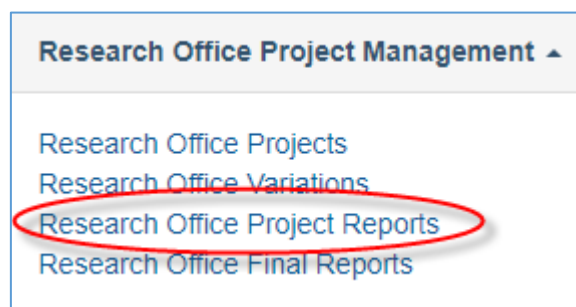 Research Office Project Management ▲
Research Office Projects
Research Office Variations
Research Office Project Reports
Research Office Final Reports